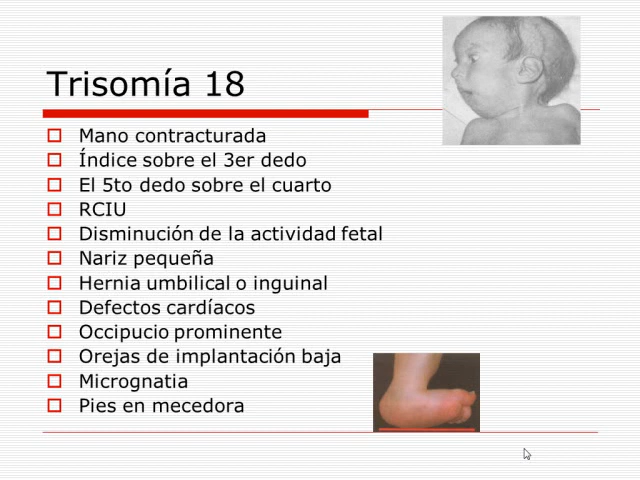 Trisomía 18
Mano contracturada
Índice sobre el 3er dedo
El 5to dedo sobre el cuarto
RCIU
Disminución de la actividad fetal
Nariz pequeña
Hernia umbilical o inguinal
Defectos cardíacos
Occipucio prominente
Orejas de implantación baja
Micrognatia
Pies en mecedora